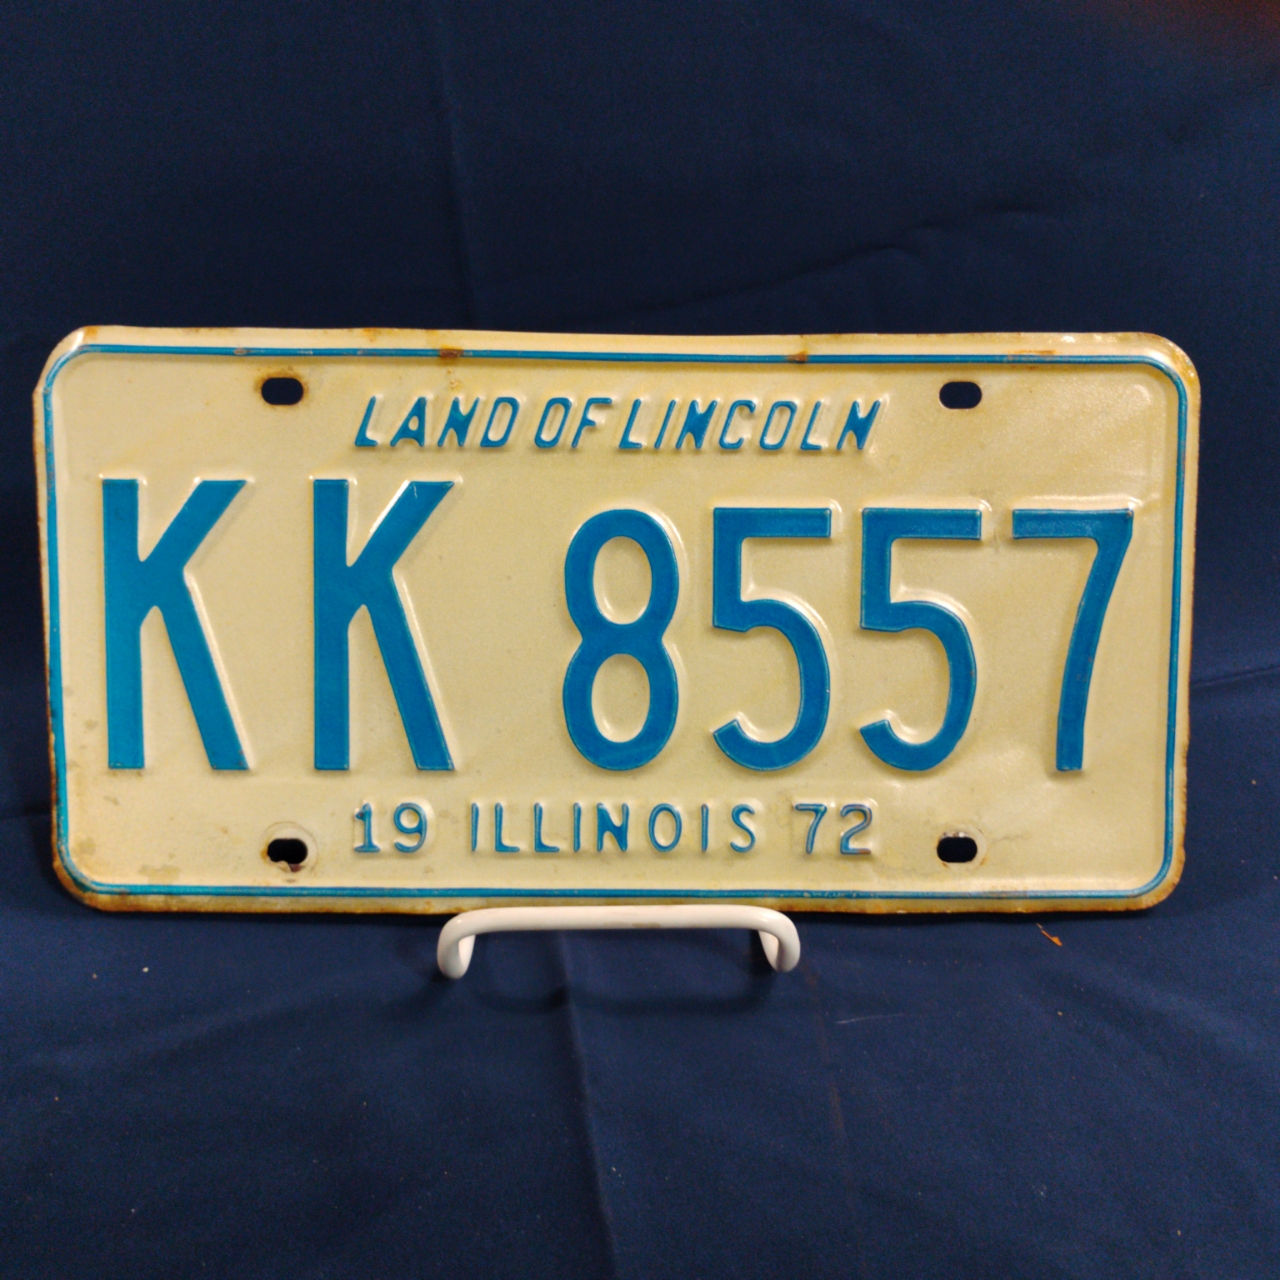 LAND OF LINCOLN
KK 8557
19 ILLINOIS 72